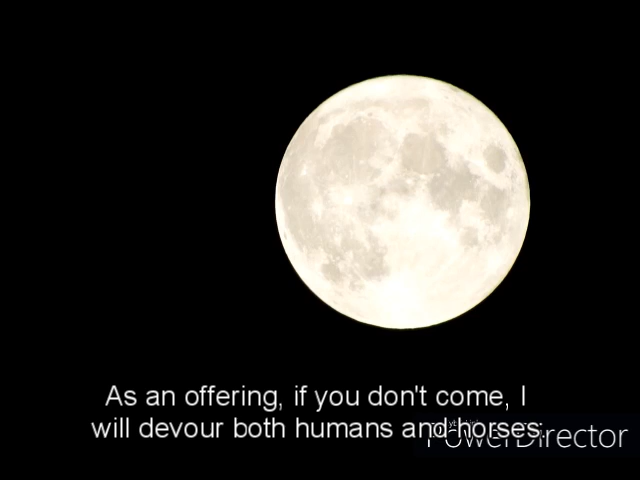 As an offering, if you don't come, I
will devour both humans and horses.
PowerDirector